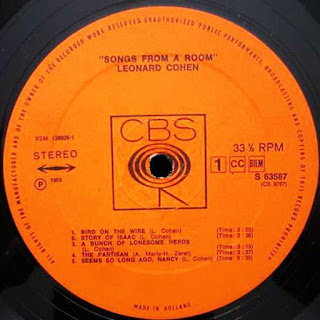 ALL RIGHTS OF THE MANUFACTURER AND OF THE OWNER OF THE RECORDED WORK RESERVED UNAUTHORIZED PUBLIC PERFORMANCE BROADCASTING AND COPYING OF THIS RECORD PROHIBITED
"SONGS FROM A ROOM"
LEONARD COHEN
CBS
XSM 138926-1
STEREO
P 1969
33 ⅓ RPM
1 CC BIEM
S 63587
(CS 9767)
1. BIRD ON THE WIRE (L. Cohen) (Time: 3 : 25)
2. STORY OF ISAAC (L. Cohen) (Time: 3 : 38)
3. A BUNCH OF LONESOME HEROS
(L. Cohen) (Time: 3 : 15)
4. THE PARTISAN (A. Marly-H. Zaret) (Time: 3 : 37)
5. SEEMS SO LONG AGO, NANCY (L. Cohen) (Time: 3 : 30)
MADE IN HOLLAND